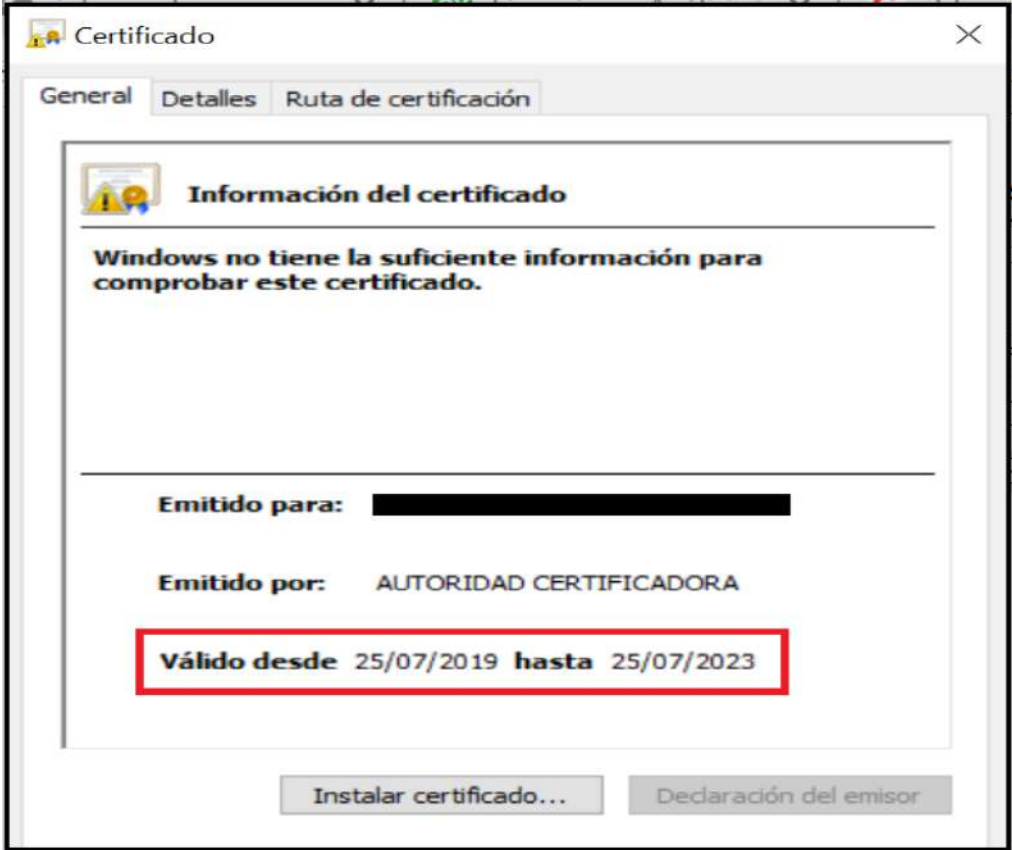 Certificado
General Detalles Ruta de certificación
Información del certificado
Windows no tiene la suficiente información para
comprobar este certificado.
Emitido para:
Emitido por: AUTORIDAD CERTIFICADORA
Válido desde 25/07/2019 hasta 25/07/2023
Instalar certificado... Declaración del emisor